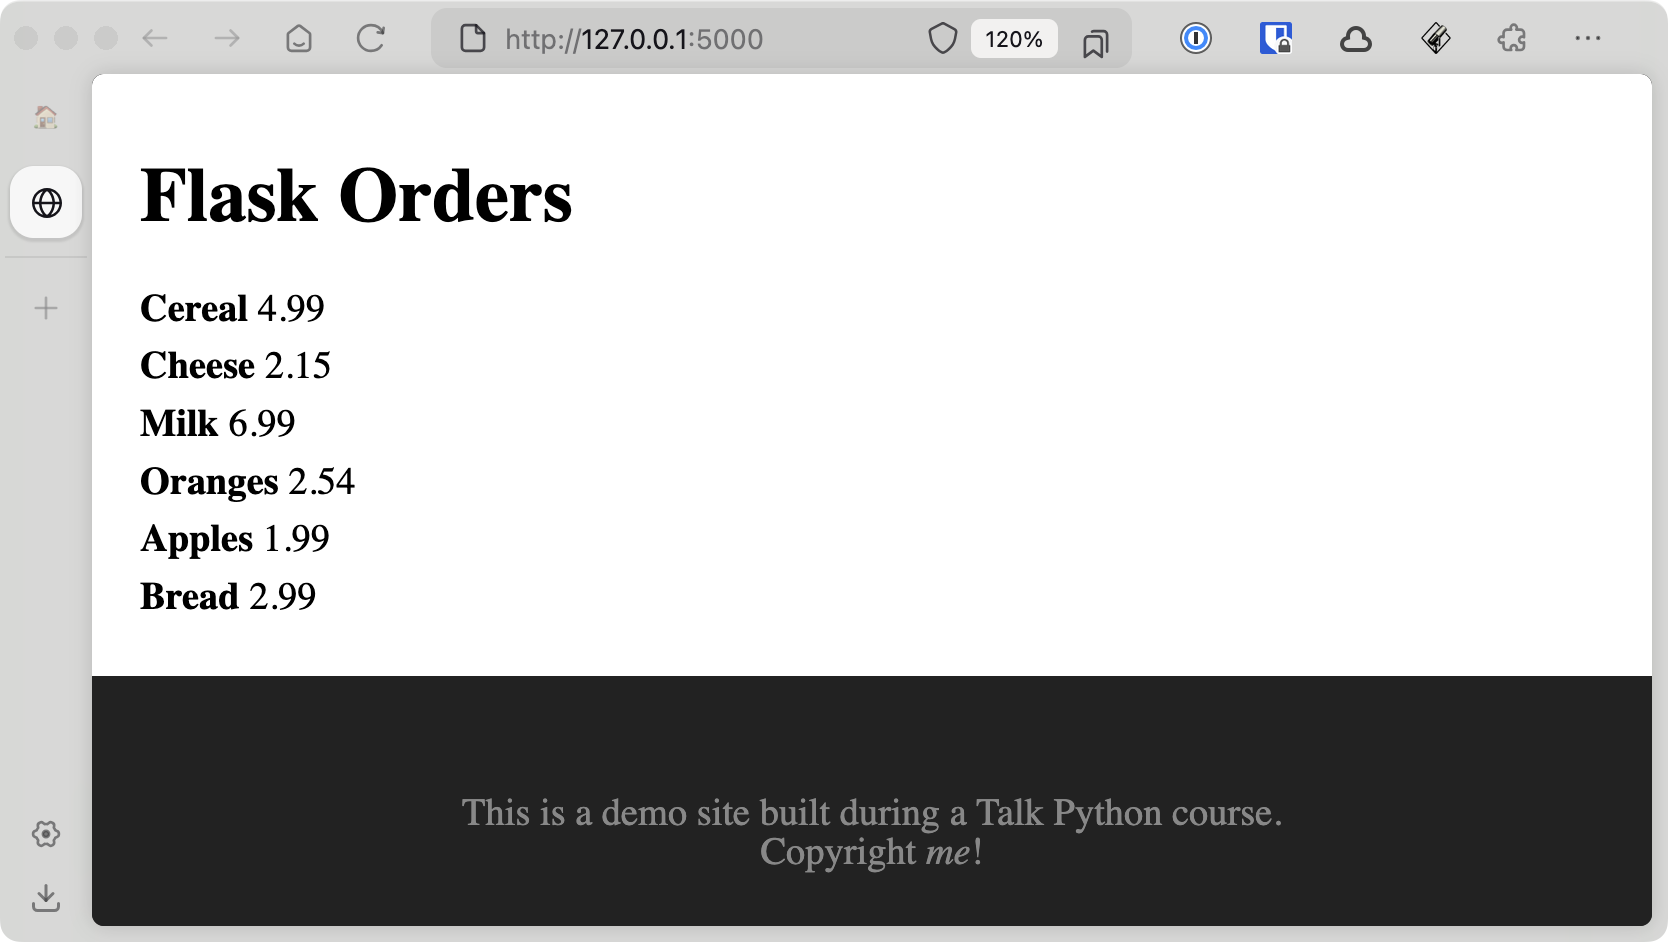 http://127.0.0.1:5000
120%
Flask Orders
Cereal 4.99
Cheese 2.15
Milk 6.99
Oranges 2.54
Apples 1.99
Bread 2.99
This is a demo site built during a Talk Python course.
Copyright me!